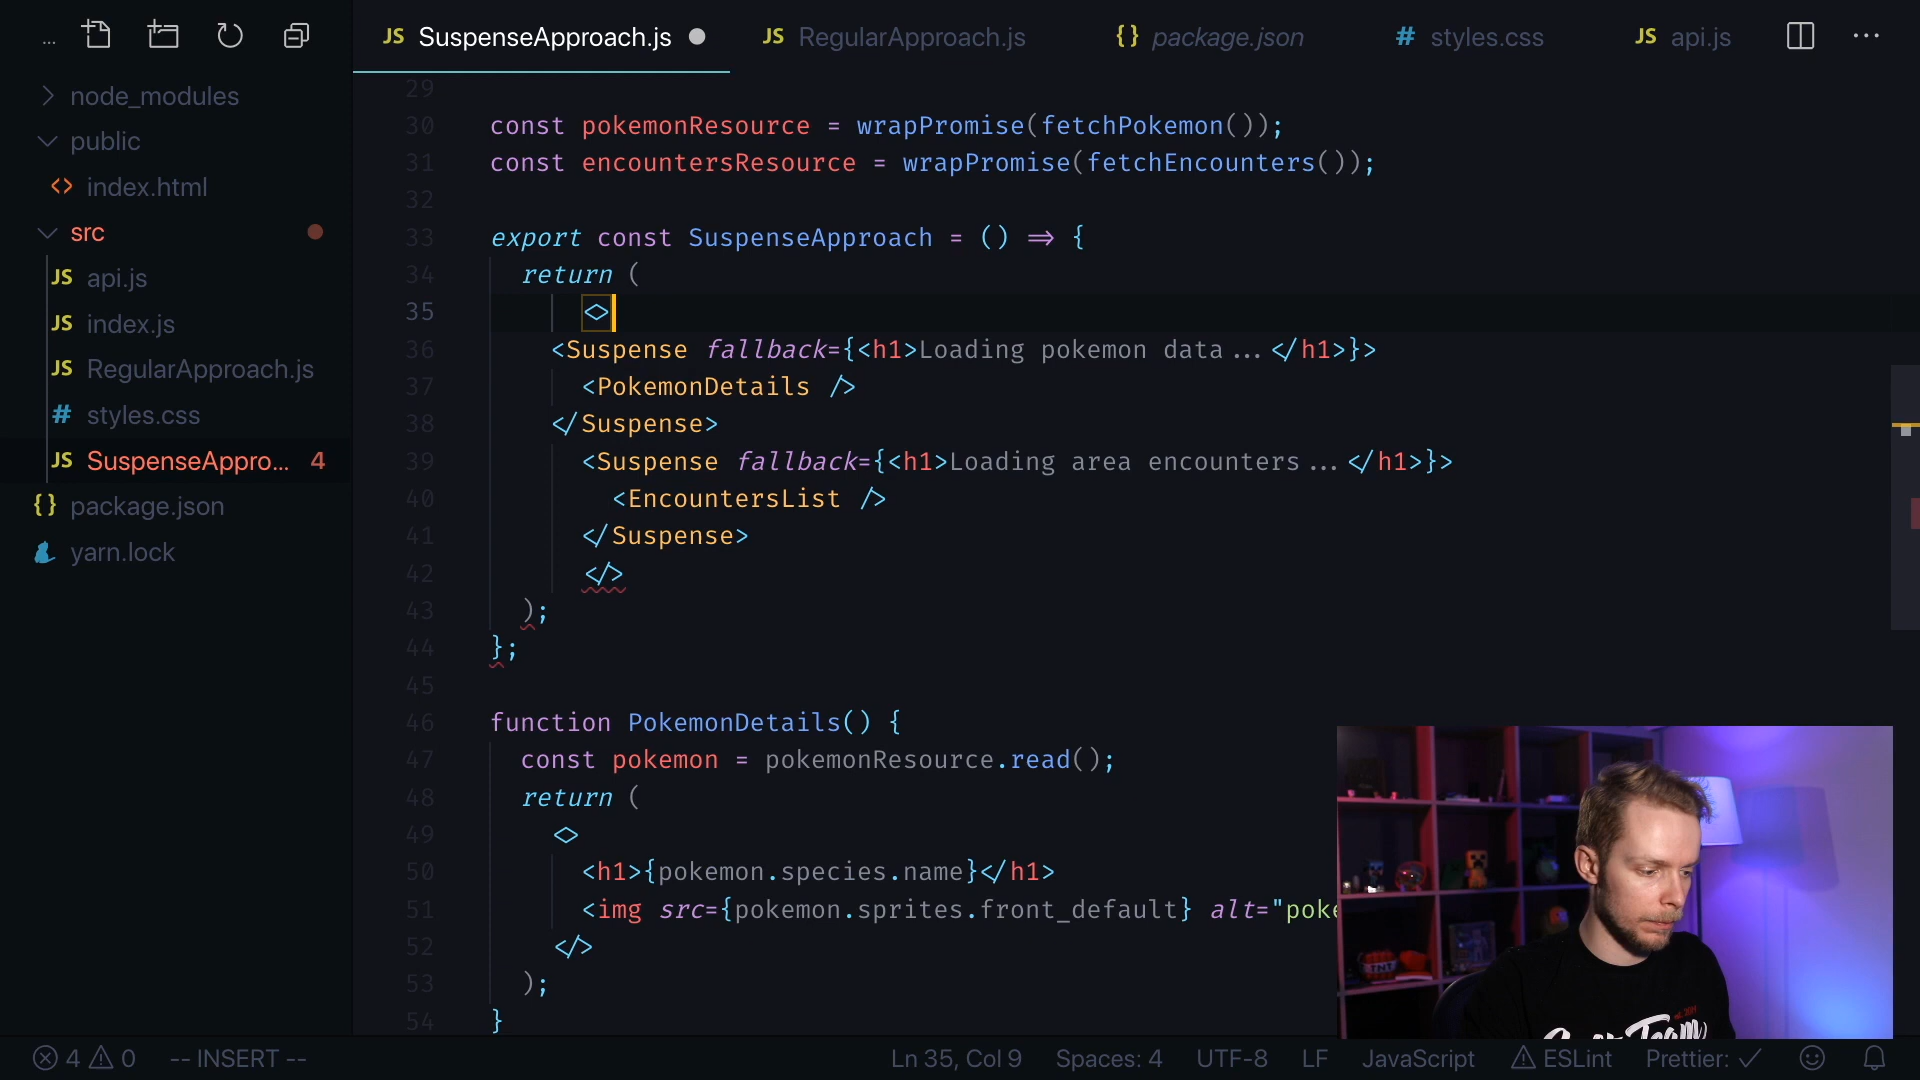 ...
JS SuspenseApproach.js
JS RegularApproach.js
{} package.json
# styles.css
JS api.js
...
node_modules
public
<> index.html
src
JS api.js
JS index.js
JS RegularApproach.js
# styles.css
JS SuspenseAppro... 4
{} package.json
yarn.lock
29
30 const pokemonResource = wrapPromise(fetchPokemon());
31 const encountersResource = wrapPromise(fetchEncounters());
32
33 export const SuspenseApproach = () => {
34 return (
35 <>
36 <Suspense fallback={<h1>Loading pokemon data...</h1>}>
37 <PokemonDetails />
38 </Suspense>
39 <Suspense fallback={<h1>Loading area encounters...</h1>}>
40 <EncountersList />
41 </Suspense>
42 </>
43 );
44 };
45
46 function PokemonDetails() {
47 const pokemon = pokemonResource.read();
48 return (
49 <>
50 <h1>{pokemon.species.name}</h1>
51 <img src={pokemon.sprites.front_default} alt="poke
52 </>
53 );
54 }
TNT
Team
4 0 -- INSERT -- Ln 35, Col 9 Spaces: 4 UTF-8 LF JavaScript ESLint Prettier: ✓